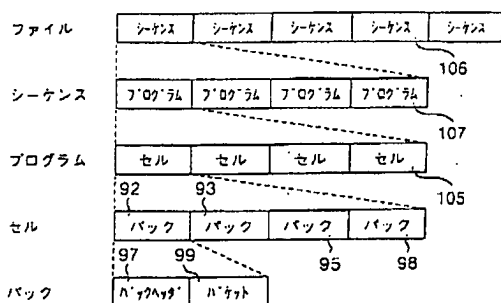 ファイル シーケンス シーケンス シーケンス シーケンス シーケンス
106
シーケンス プログラム プログラム プログラム プログラム
107
プログラム セル セル セル セル
92 93 105
セル パック パック パック パック
97 99 95 98
パック パックヘッダ パケット